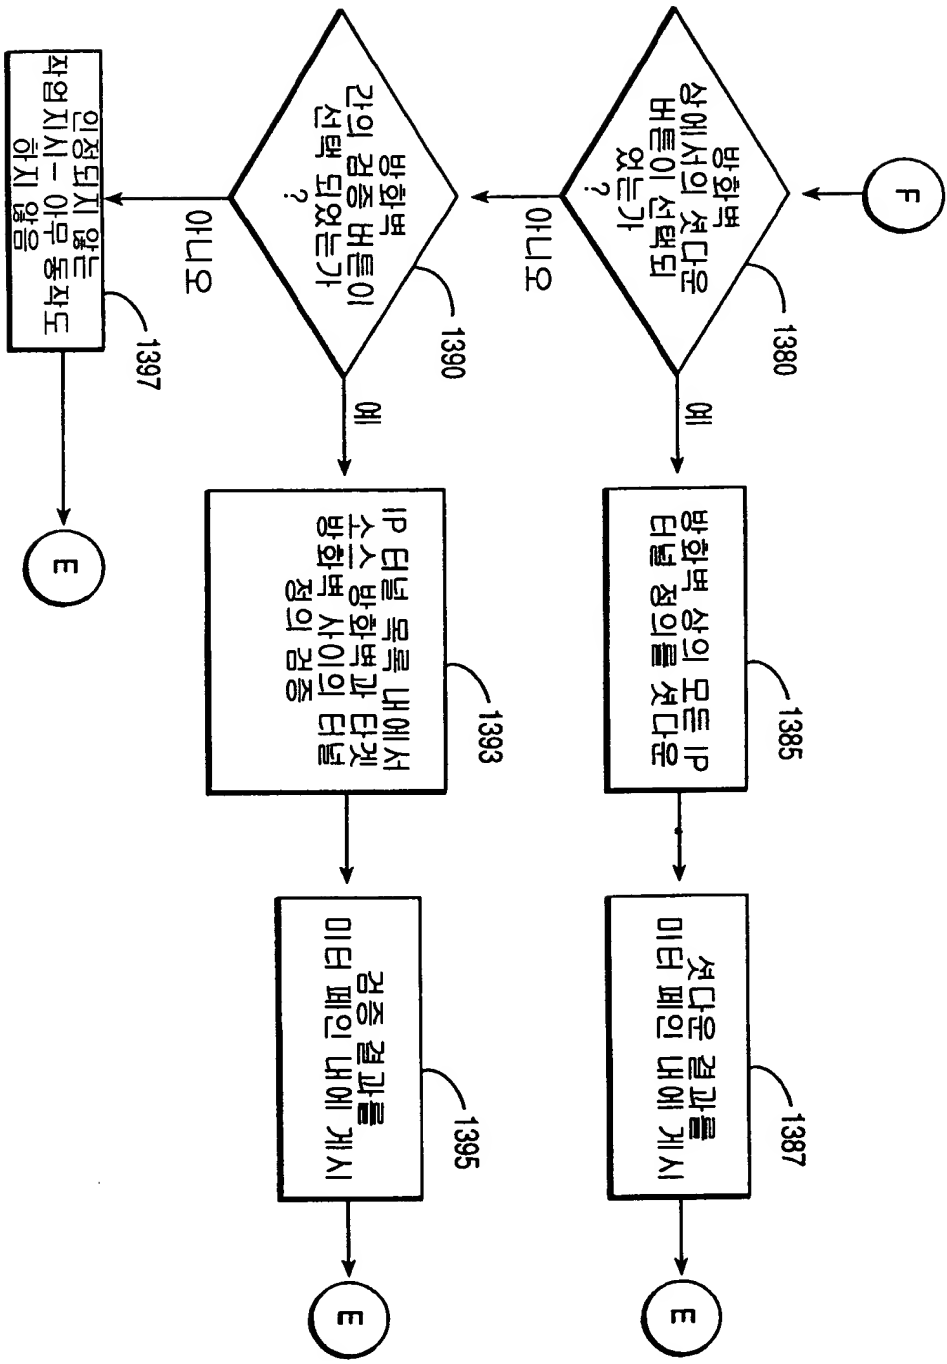 F
방화벽
상에서의 셧다운
버튼이 선택되
었는가
?
1380
예
방화벽 상의 모든 IP
터널 정의를 셧다운
1385
셧다운 결과를
미터 페인 내에 게시
1387
E
아니오
방화벽
간의 검증 버튼이
선택 되었는가
?
1390
예
IP 터널 목록 내에서
소스 방화벽과 타겟
방화벽 사이의 터널
정의 검증
1393
검증 결과를
미터 페인 내에 게시
1395
E
아니오
인정되지 않는
작업지시- 아무 동작도
하지 않음
1397
E